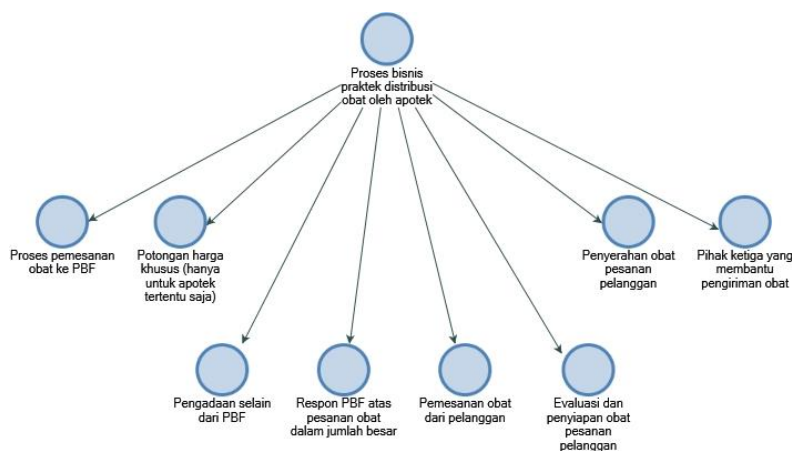 Proses bisnis
praktek distribusi
obat oleh apotek
Proses pemesanan
obat ke PBF
Potongan harga
khusus (hanya
untuk apotek
tertentu saja)
Penyerahan obat
pesanan
pelanggan
Pihak ketiga yang
membantu
pengiriman obat
Pengadaan selain
dari PBF
Respon PBF atas
pesanan obat
dalam jumlah besar
Pemesanan obat
dari pelanggan
Evaluasi dan
penyiapan obat
pesanan
pelanggan